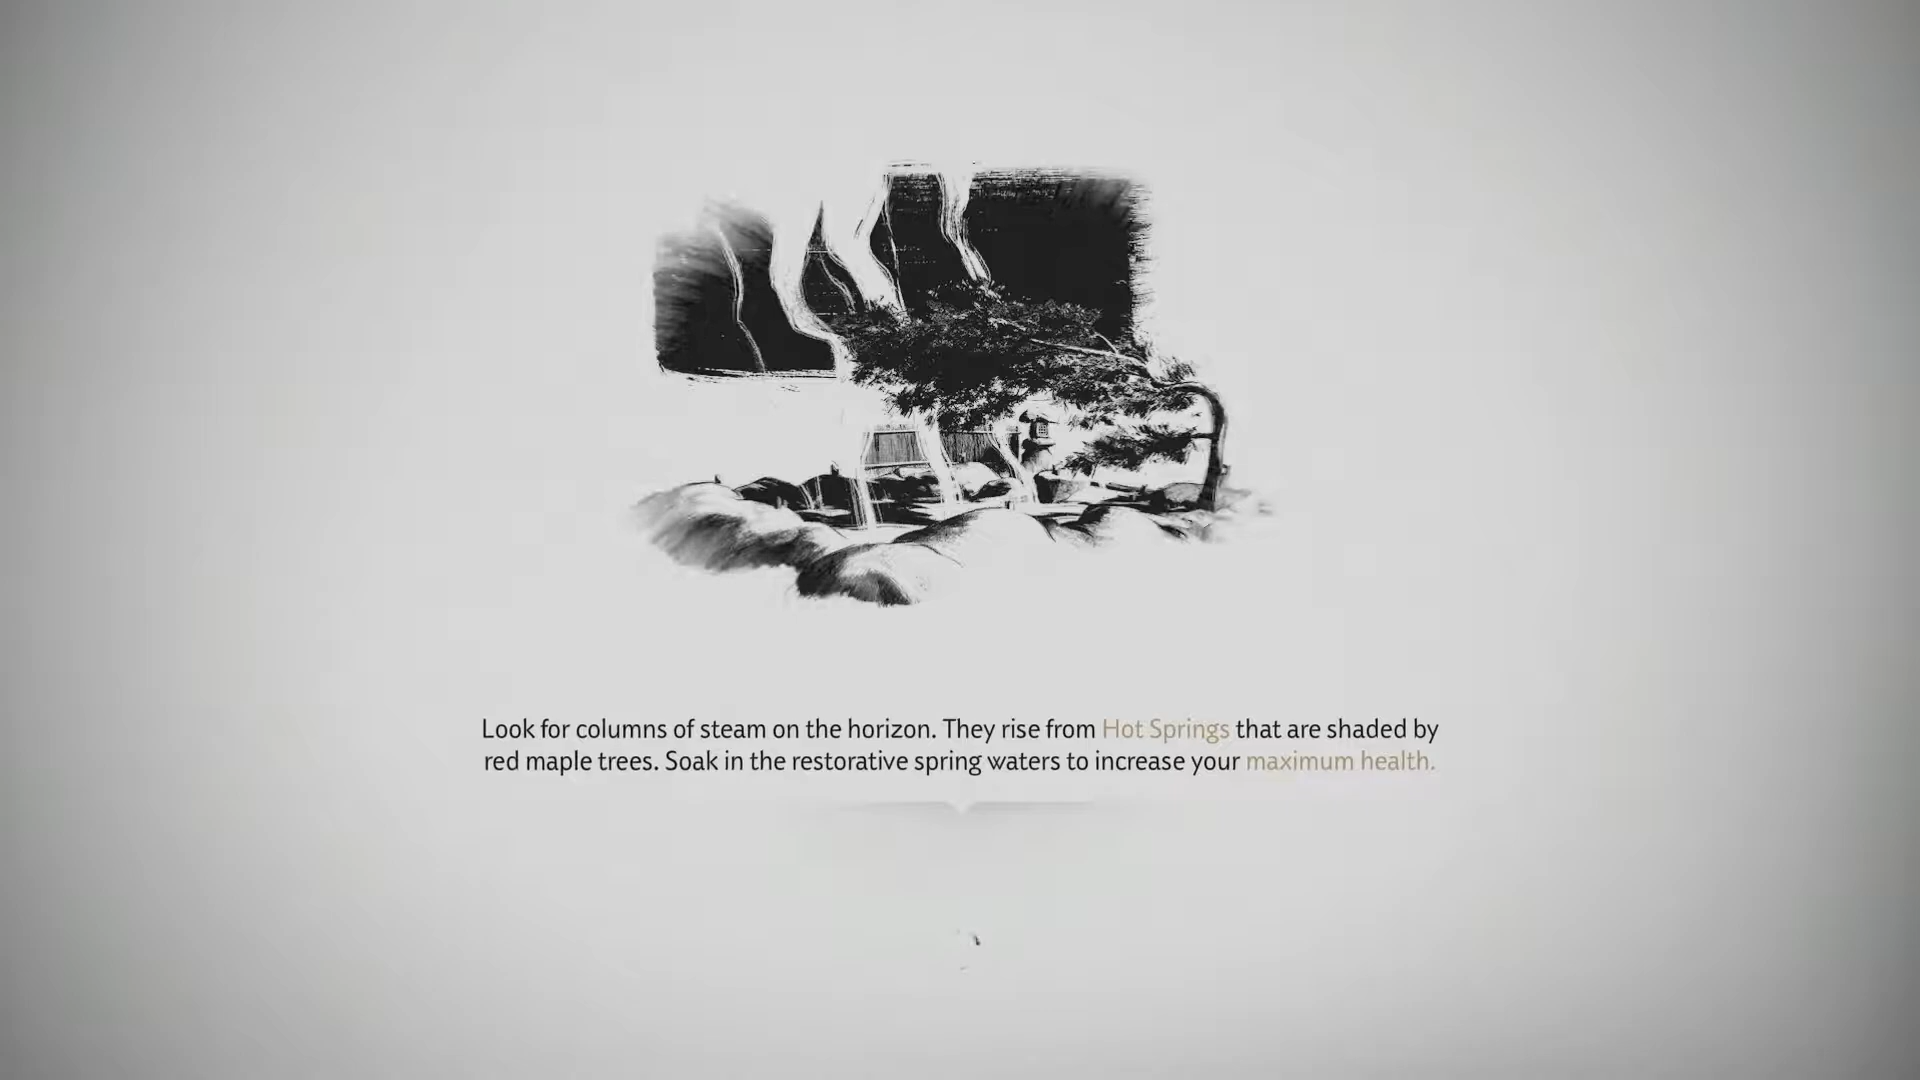 Look for columns of steam on the horizon. They rise from Hot Springs that are shaded by
red maple trees. Soak in the restorative spring waters to increase your maximum health.